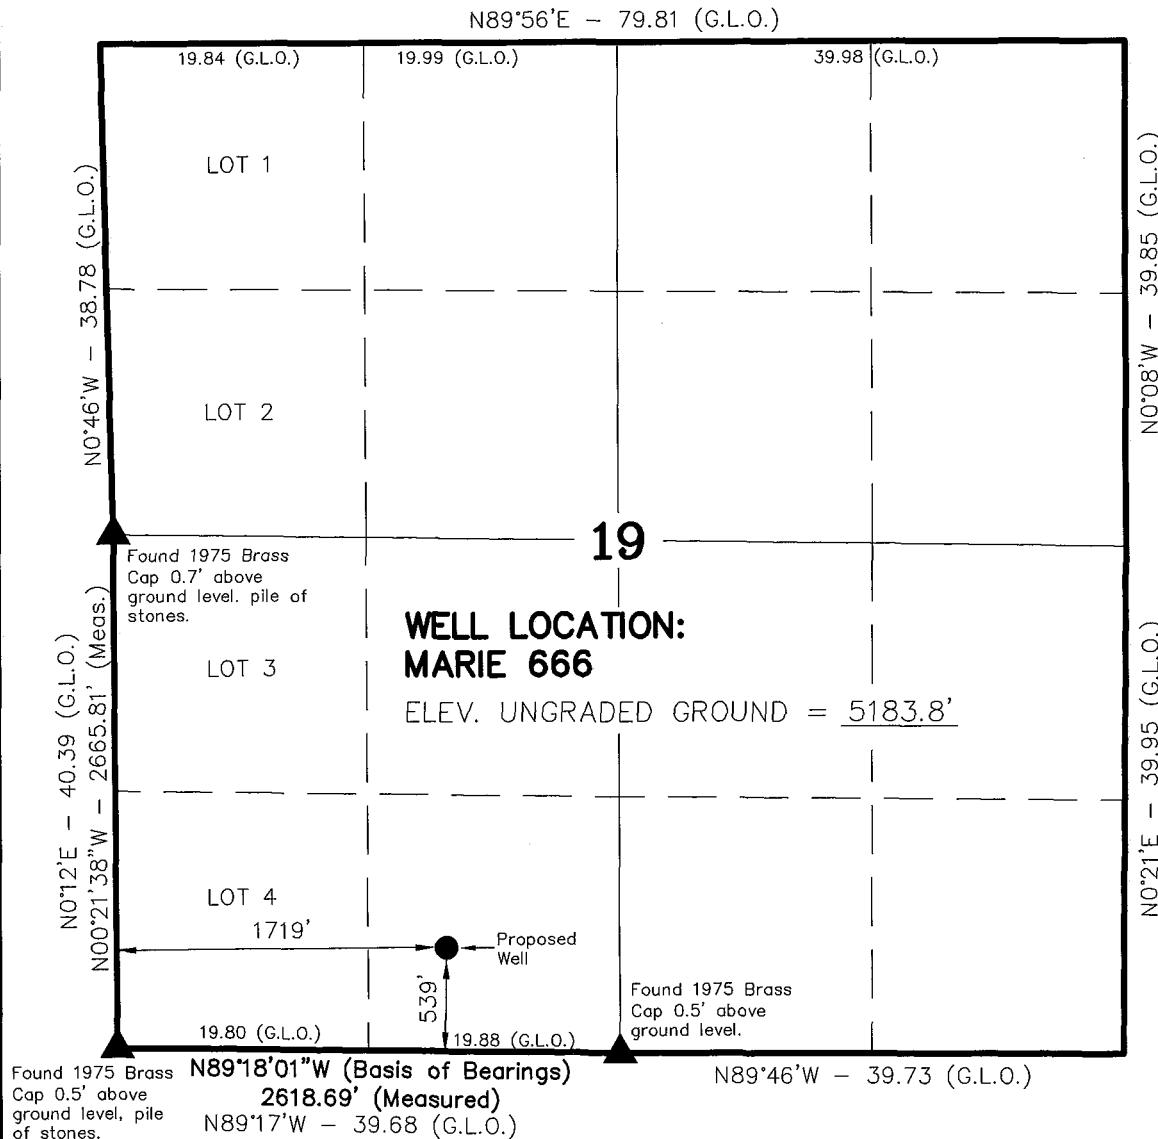 N89°56'E - 79.81 (G.L.O.)
19.84 (G.L.O.)
19.99 (G.L.O.)
39.98 (G.L.O.)
LOT 1
N0°46'W - 38.78 (G.L.O.)
N0°08'W - 39.85 (G.L.O.)
LOT 2
19
Found 1975 Brass
Cap 0.7' above
ground level. pile of
stones.
WELL LOCATION:
MARIE 666
ELEV. UNGRADED GROUND = 5183.8'
LOT 3
N0°12'E - 40.39 (G.L.O.)
N00°21'38"W - 2665.81' (Meas.)
N0°21'E - 39.95 (G.L.O.)
LOT 4
1719'
Proposed
Well
539'
Found 1975 Brass
Cap 0.5' above
ground level.
19.80 (G.L.O.)
19.88 (G.L.O.)
Found 1975 Brass
Cap 0.5' above
ground level, pile
of stones.
N89°18'01"W (Basis of Bearings)
2618.69' (Measured)
N89°17'W - 39.68 (G.L.O.)
N89°46'W - 39.73 (G.L.O.)